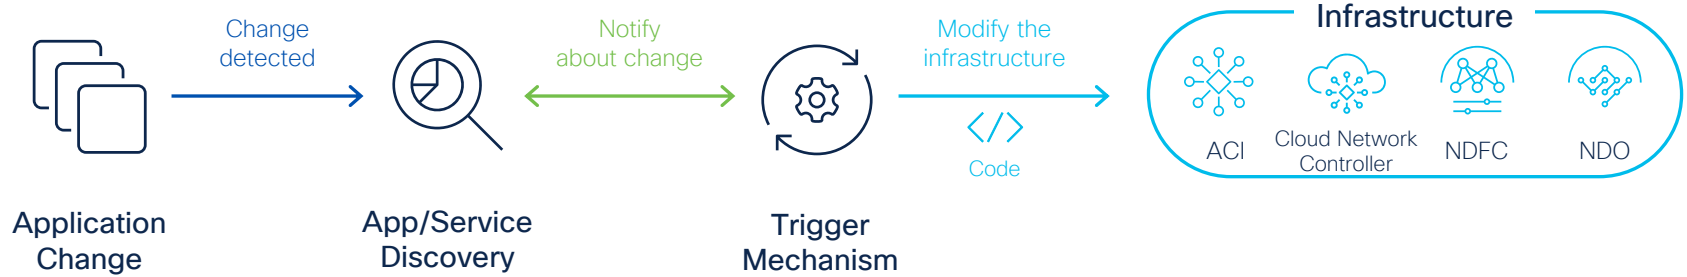 Application
Change
Change
detected
App/Service
Discovery
Notify
about change
Trigger
Mechanism
Modify the
infrastructure
</>
Code
Infrastructure
ACI
Cloud Network
Controller
NDFC
NDO